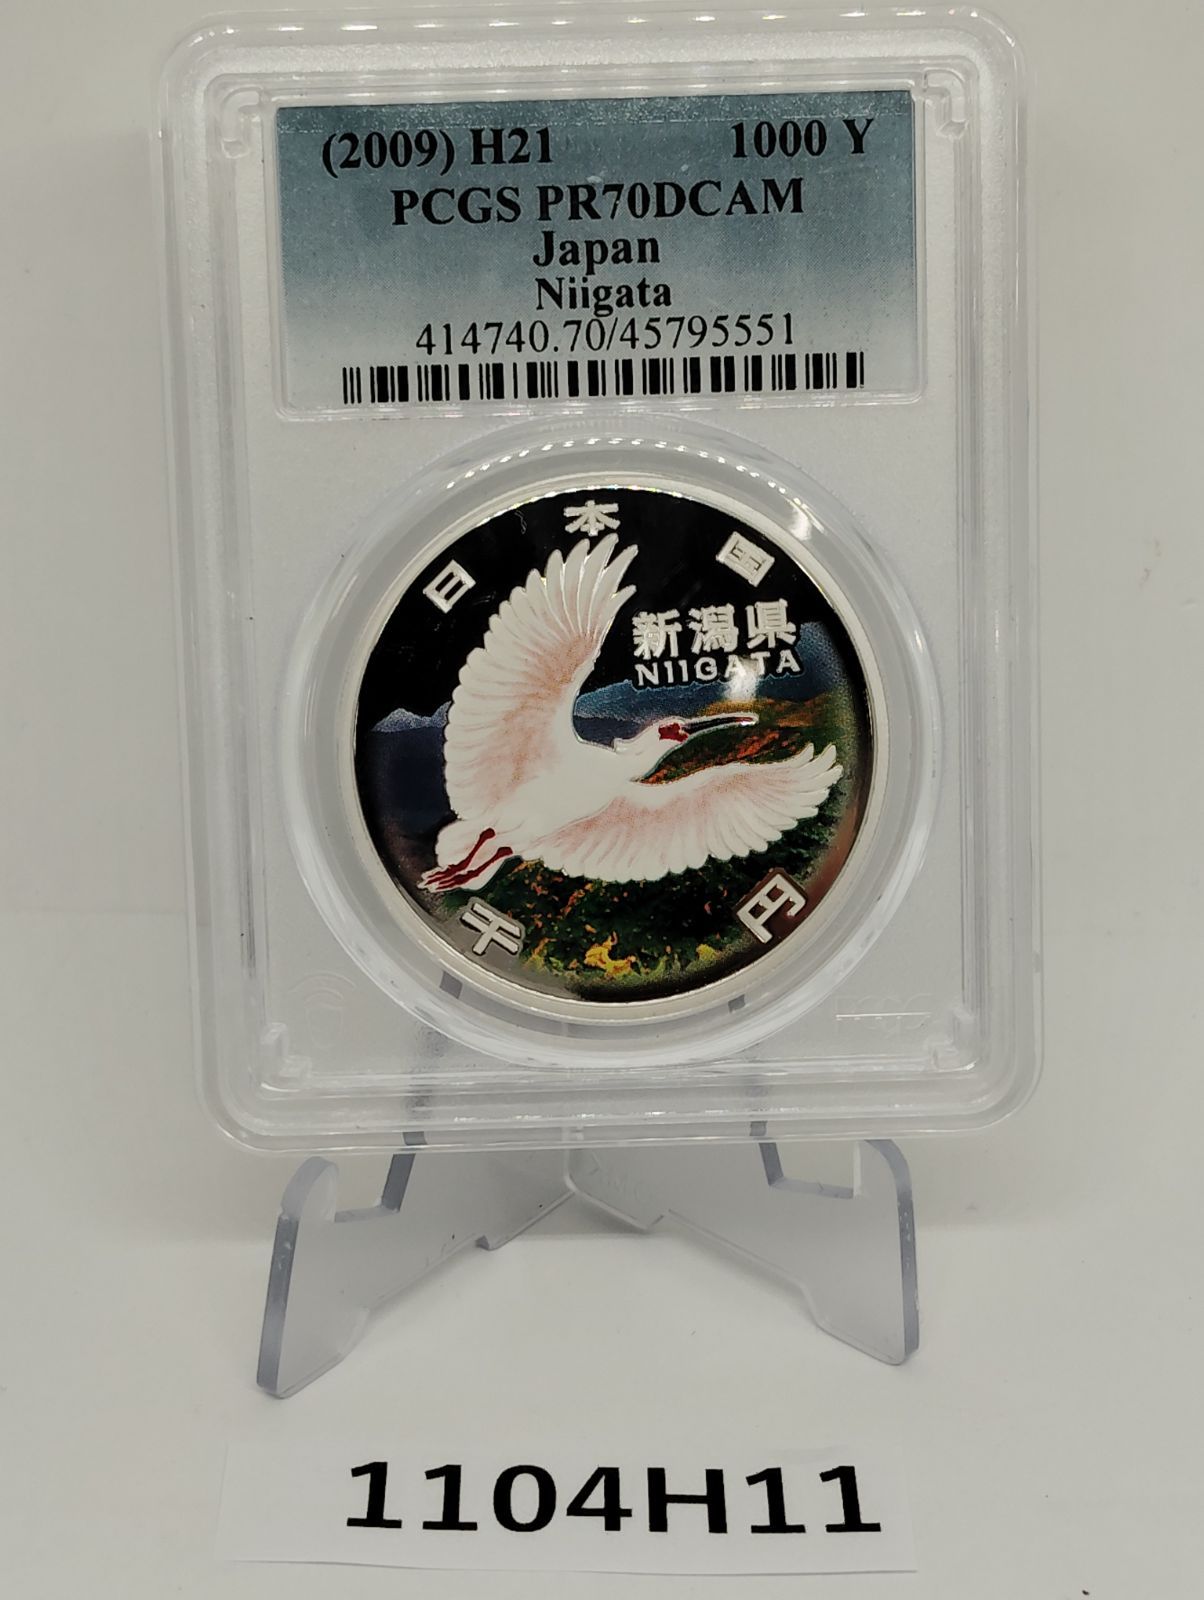 (2009) H21 1000 Y
PCGS PR70DCAM
Japan
Niigata
414740.70/45795551
日本国
新潟県
NIIGATA
千円
1104H11